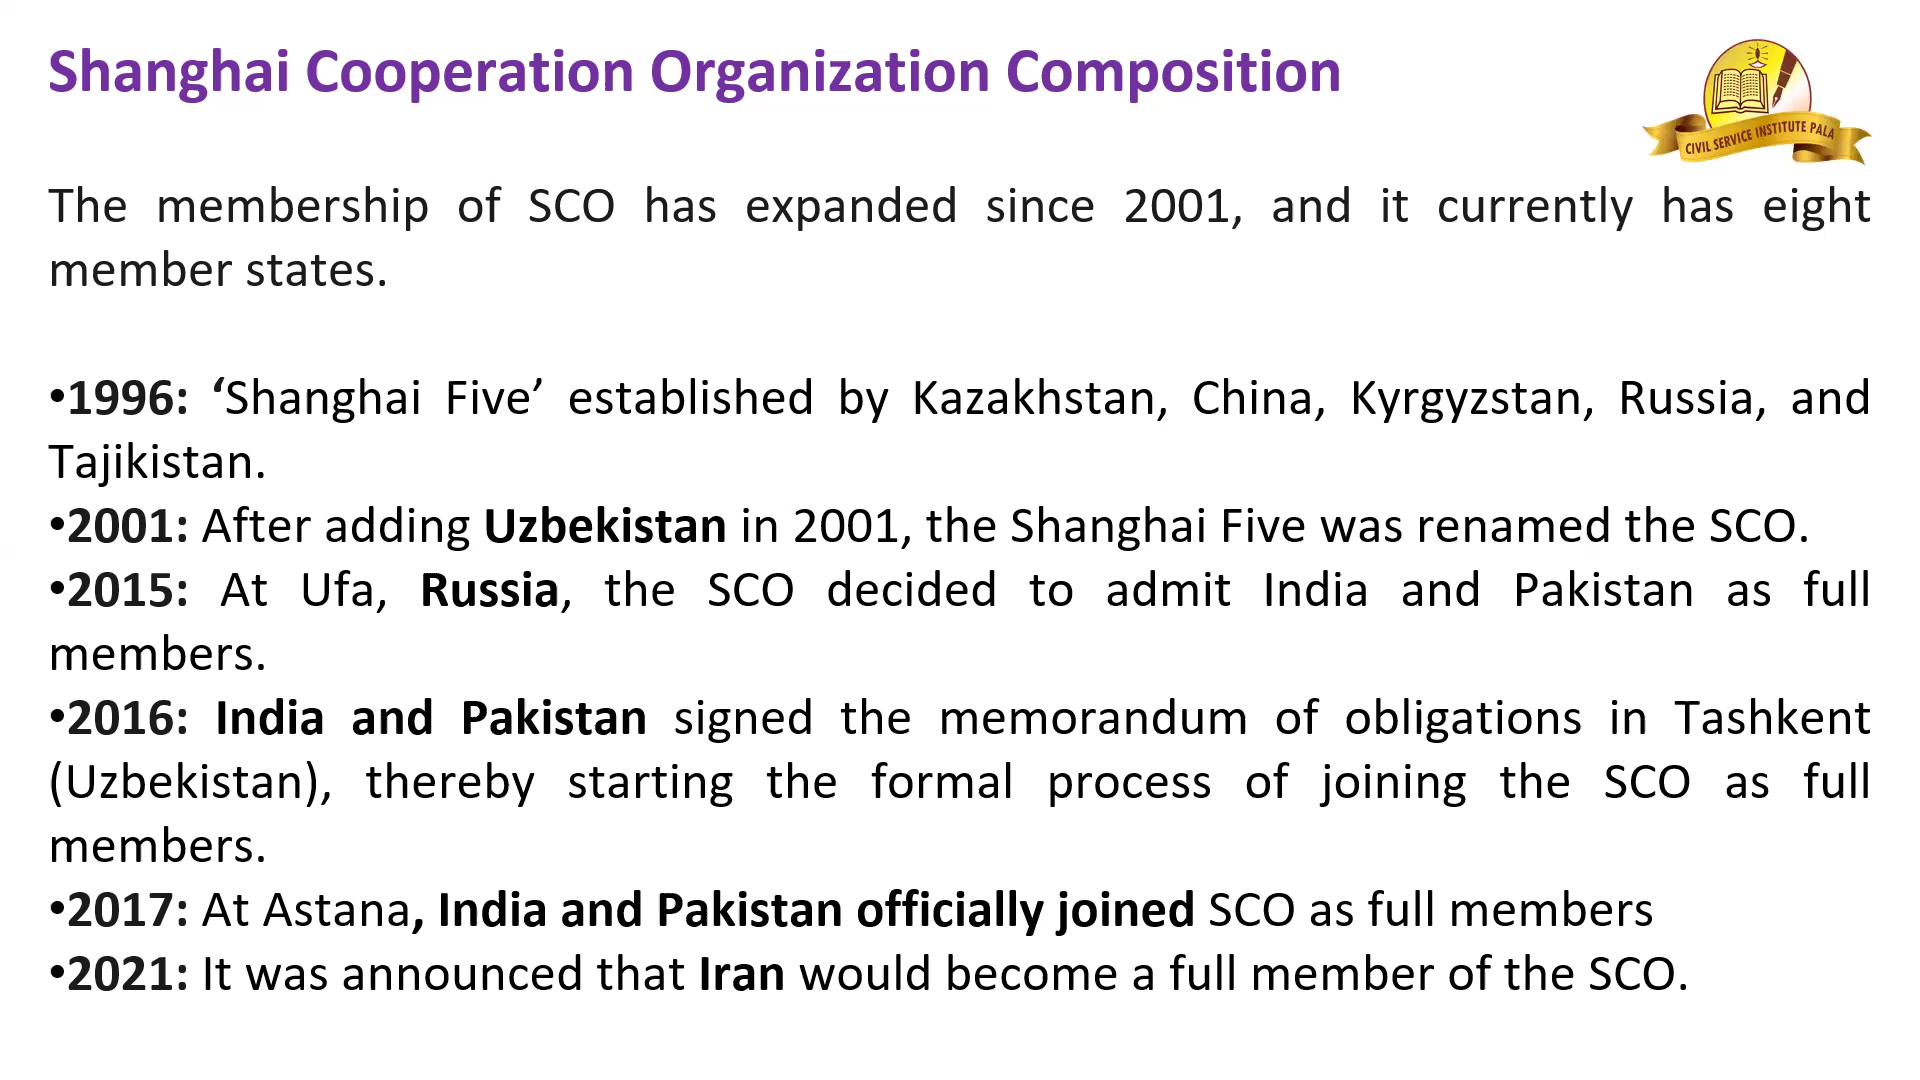 Shanghai Cooperation Organization Composition
CIVIL SERVICE INSTITUTE PALA
The membership of SCO has expanded since 2001, and it currently has eight
member states.
•1996: ‘Shanghai Five’ established by Kazakhstan, China, Kyrgyzstan, Russia, and
Tajikistan.
•2001: After adding Uzbekistan in 2001, the Shanghai Five was renamed the SCO.
•2015: At Ufa, Russia, the SCO decided to admit India and Pakistan as full
members.
•2016: India and Pakistan signed the memorandum of obligations in Tashkent
(Uzbekistan), thereby starting the formal process of joining the SCO as full
members.
•2017: At Astana, India and Pakistan officially joined SCO as full members
•2021: It was announced that Iran would become a full member of the SCO.